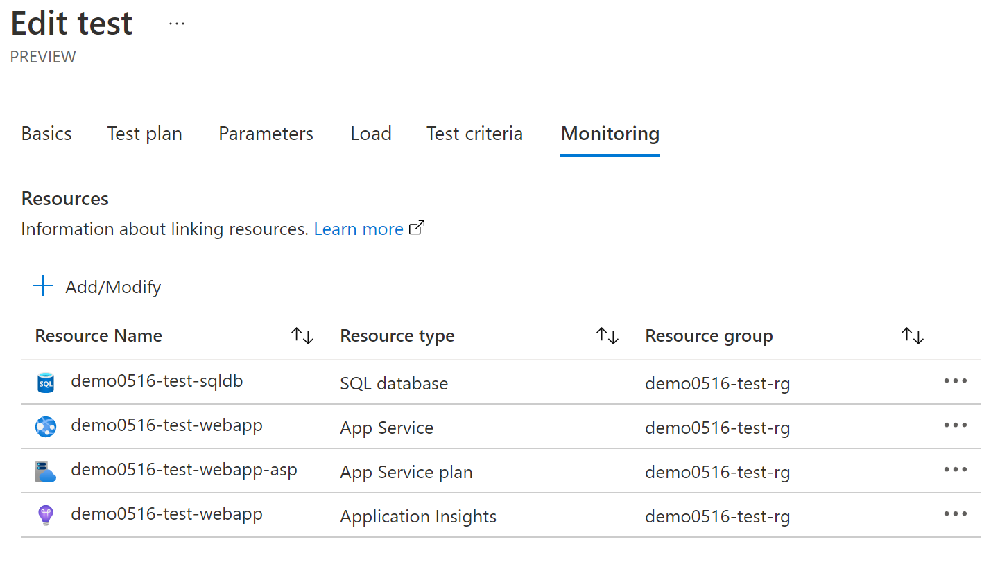 Edit test ...
PREVIEW
Basics Test plan Parameters Load Test criteria Monitoring
Resources
Information about linking resources. Learn more
Add/Modify
Resource Name Resource type Resource group
SQL demo0516-test-sqldb SQL database demo0516-test-rg
demo0516-test-webapp App Service demo0516-test-rg
demo0516-test-webapp-asp App Service plan demo0516-test-rg
demo0516-test-webapp Application Insights demo0516-test-rg